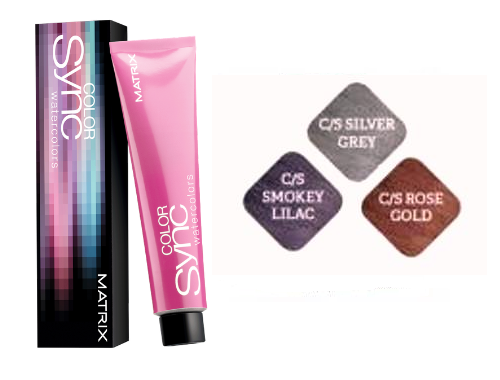 COLOR
Sync
watercolors
MATRIX
MATRIX
COLOR
Sync
watercolors
C/S SILVER
GREY
C/S
SMOKEY
LILAC
C/S ROSE
GOLD